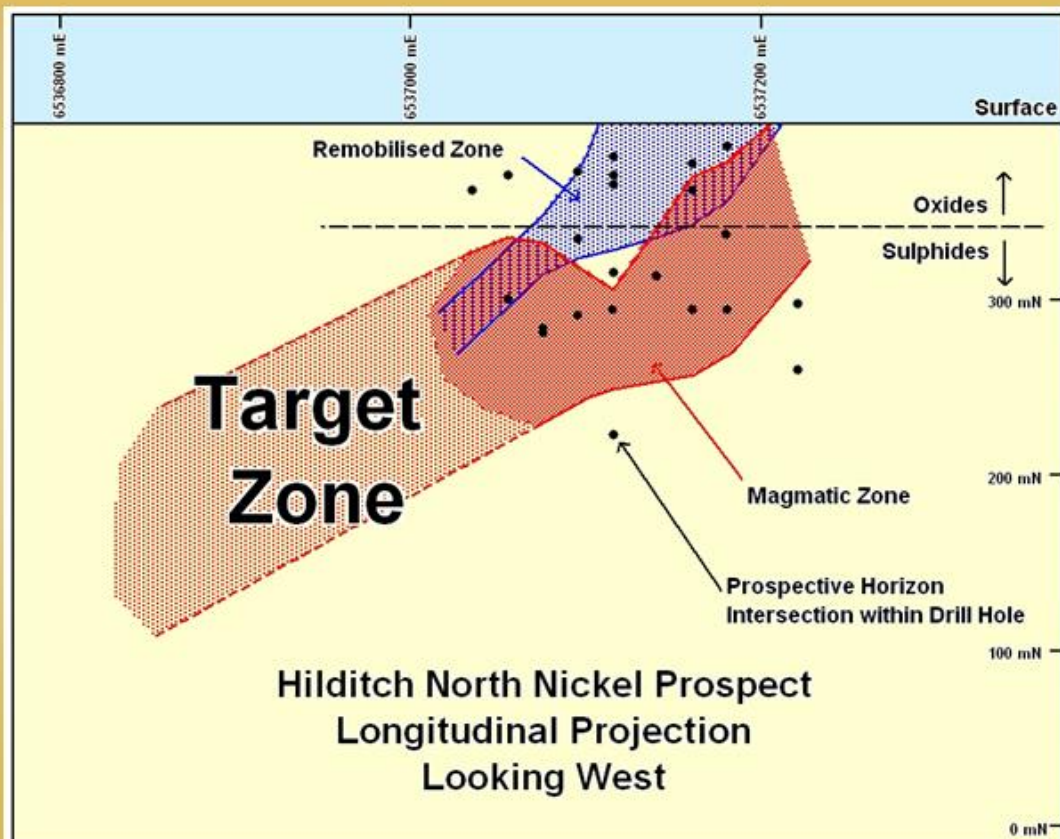 6536800 mE
6537000 mE
6537200 mE
Surface
Remobilised Zone
Oxides
Sulphides
300 mN
Target
Zone
200 mN
Magmatic Zone
Prospective Horizon
Intersection within Drill Hole
100 mN
Hilditch North Nickel Prospect
Longitudinal Projection
Looking West
0 mN